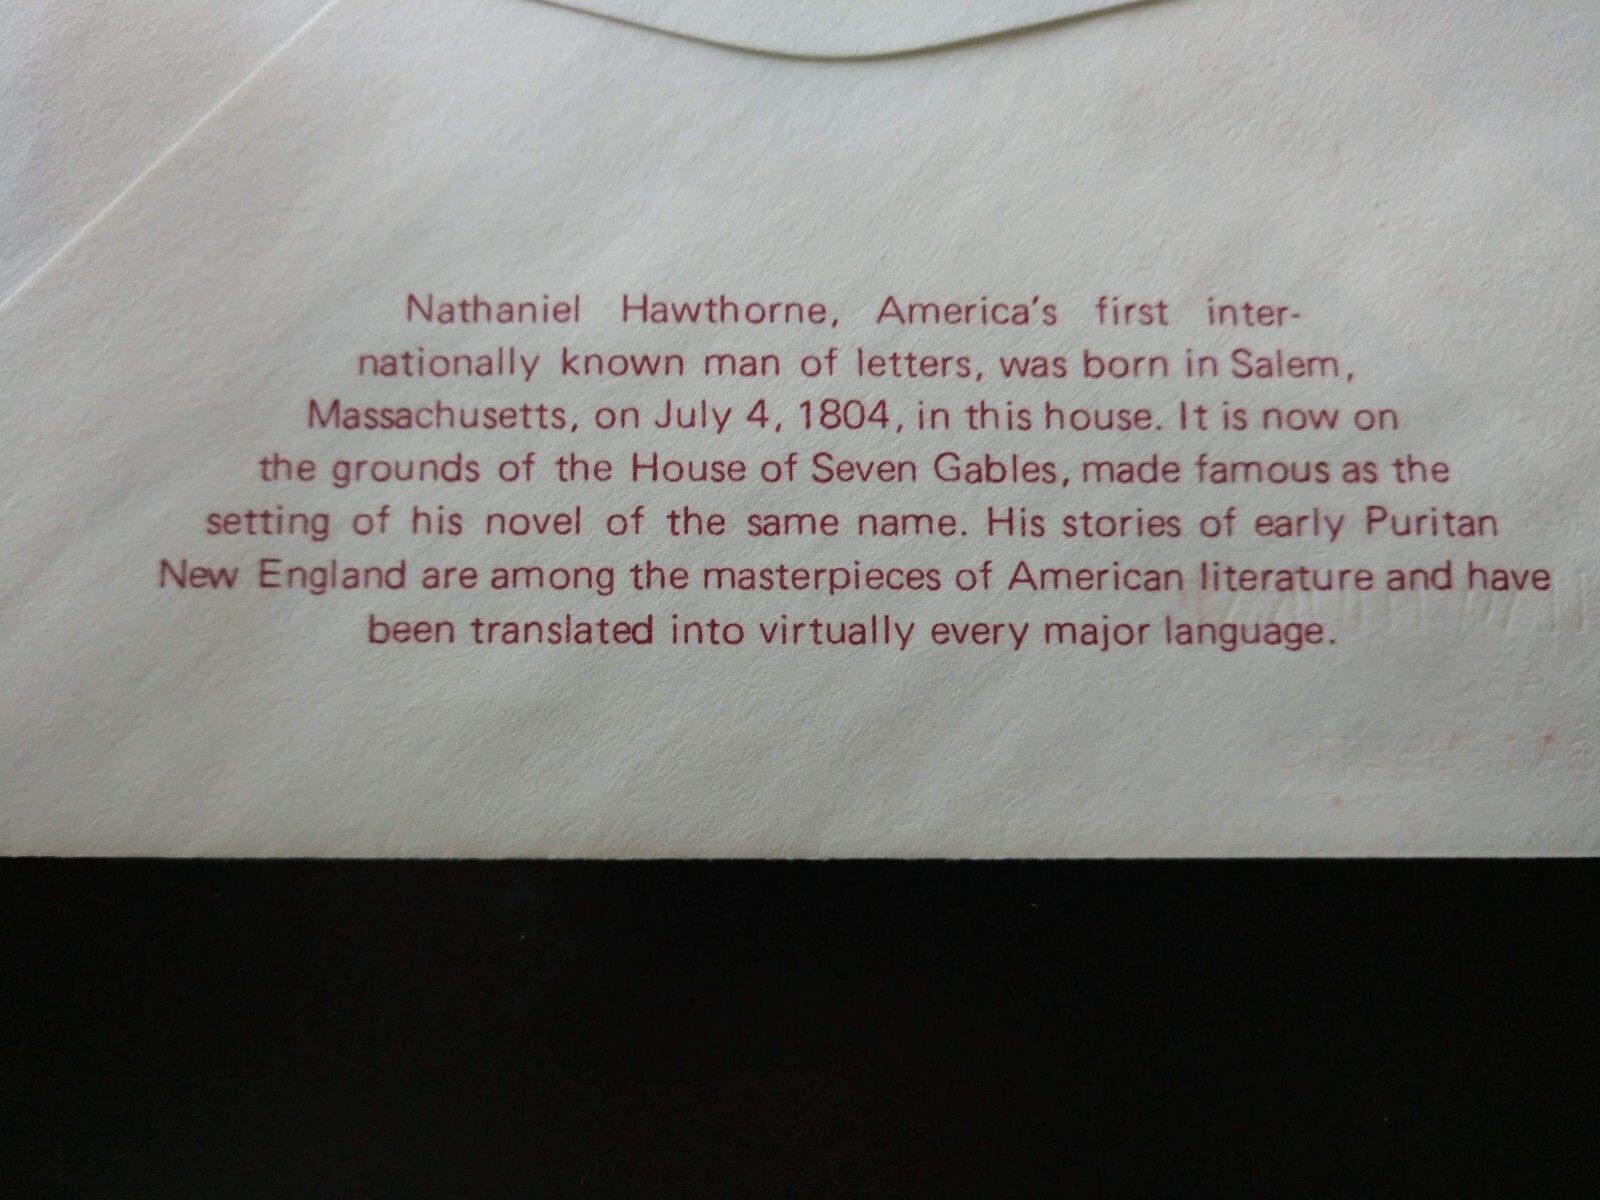 Nathaniel Hawthorne, America's first inter-
nationally known man of letters, was born in Salem,
Massachusetts, on July 4, 1804, in this house. It is now on
the grounds of the House of Seven Gables, made famous as the
setting of his novel of the same name. His stories of early Puritan
New England are among the masterpieces of American literature and have
been translated into virtually every major language.